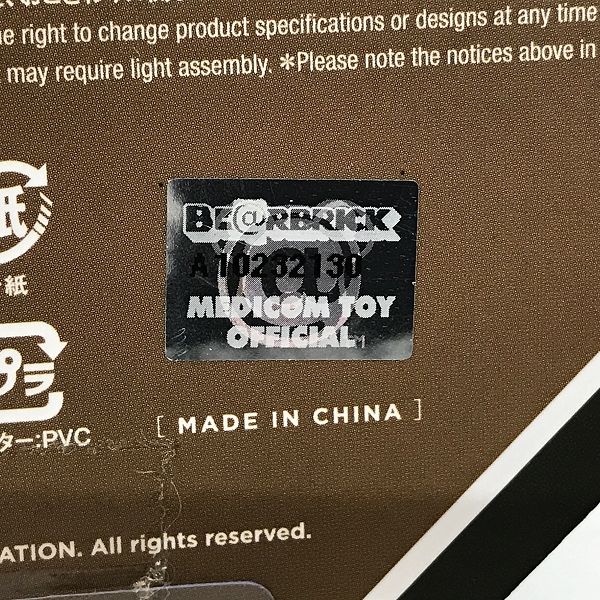 he right to change product specifications or designs at any time
may require light assembly. ＊Please note the notices above in
紙
紙
BE@RBRICK
A10232130
MEDICOM TOY
OFFICIAL
プラ
ター:PVC
[ MADE IN CHINA ]
ATION. All rights reserved.